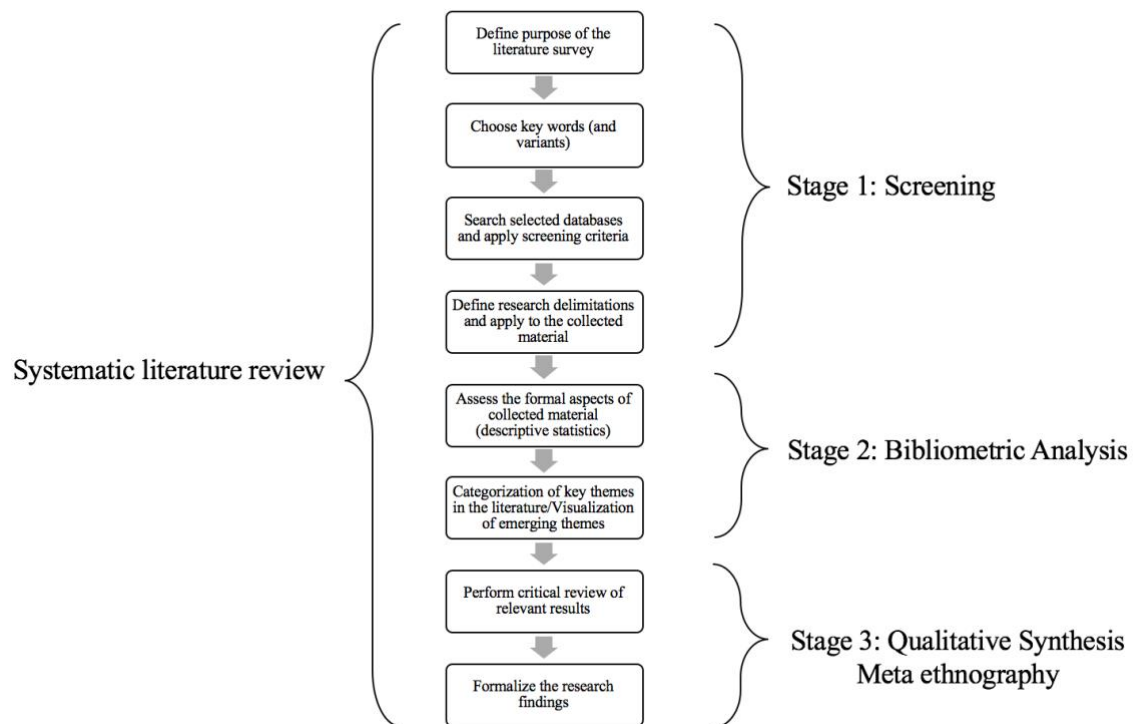 Define purpose of the
literature survey
Choose key words (and
variants)
Search selected databases
and apply screening criteria
Define research delimitations
and apply to the collected
material
Assess the formal aspects of
collected material
(descriptive statistics)
Categorization of key themes
in the literature/Visualization
of emerging themes
Perform critical review of
relevant results
Formalize the research
findings
Systematic literature review
Stage 1: Screening
Stage 2: Bibliometric Analysis
Stage 3: Qualitative Synthesis
Meta ethnography